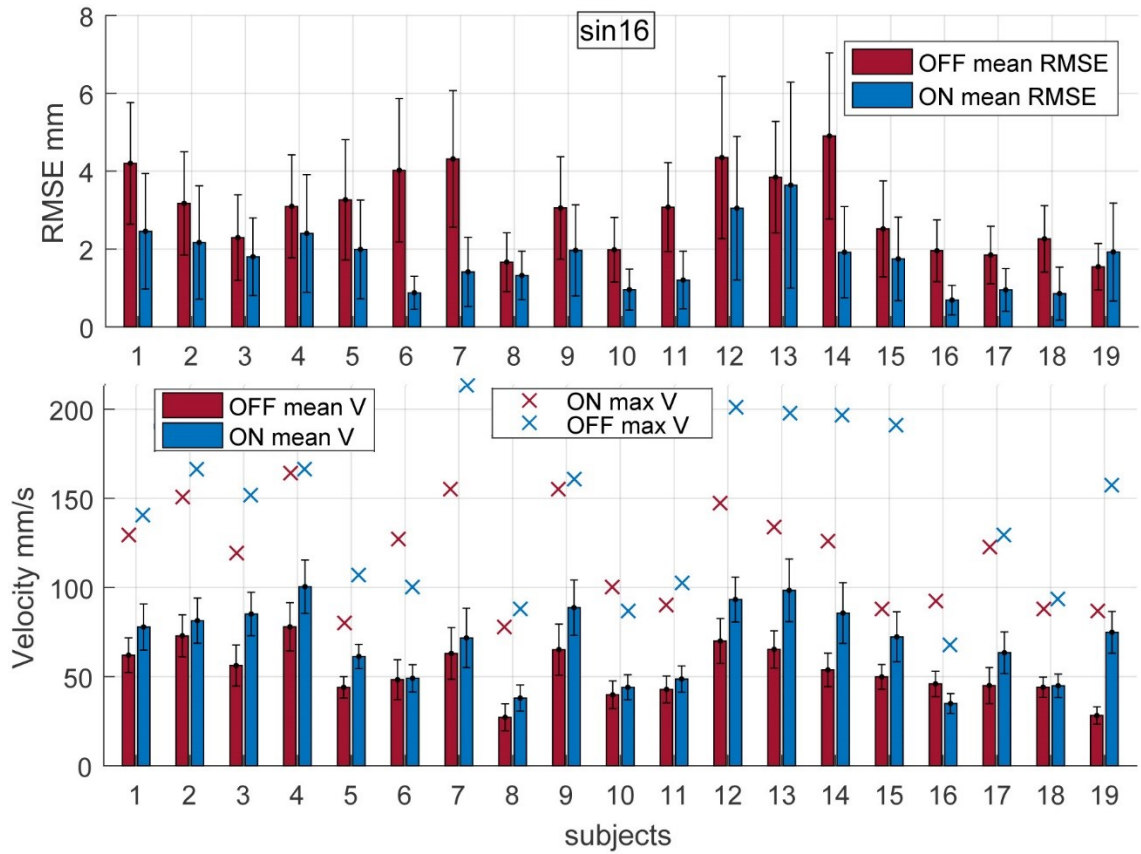 sin16
8
6
4
2
0
RMSE mm
OFF mean RMSE
ON mean RMSE
1 2 3 4 5 6 7 8 9 10 11 12 13 14 15 16 17 18 19
200
150
100
50
0
Velocity mm/s
OFF mean V
ON mean V
ON max V
OFF max V
1 2 3 4 5 6 7 8 9 10 11 12 13 14 15 16 17 18 19
subjects